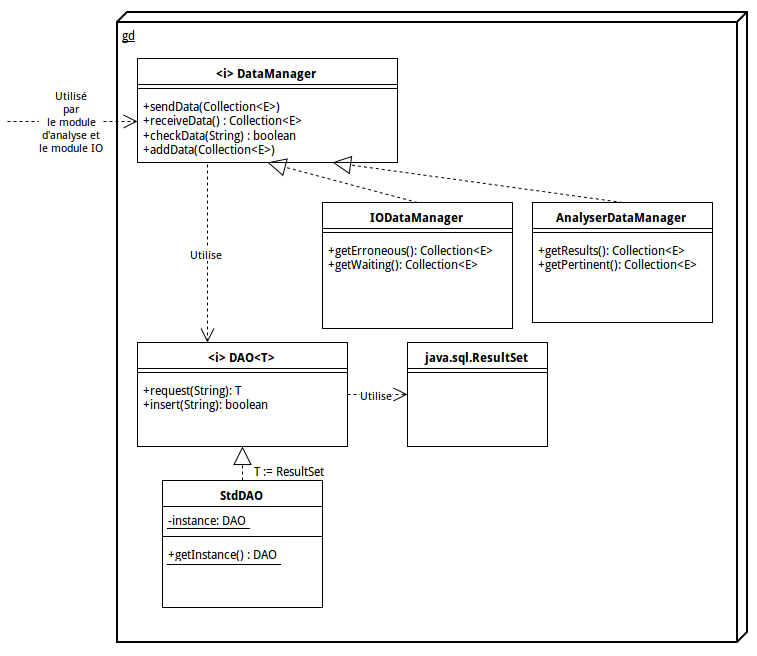 gd
<i> DataManager
+sendData(Collection<E>)
+receiveData() : Collection<E>
+checkData(String) : boolean
+addData(Collection<E>)
Utilisé
par
le module
d'analyse et
le module IO
IODataManager
+getErroneous(): Collection<E>
+getWaiting(): Collection<E>
AnalyserDataManager
+getResults(): Collection<E>
+getPertinent(): Collection<E>
Utilise
<i> DAO<T>
+request(String): T
+insert(String): boolean
Utilise
java.sql.ResultSet
T := ResultSet
StdDAO
-instance: DAO
+getInstance() : DAO